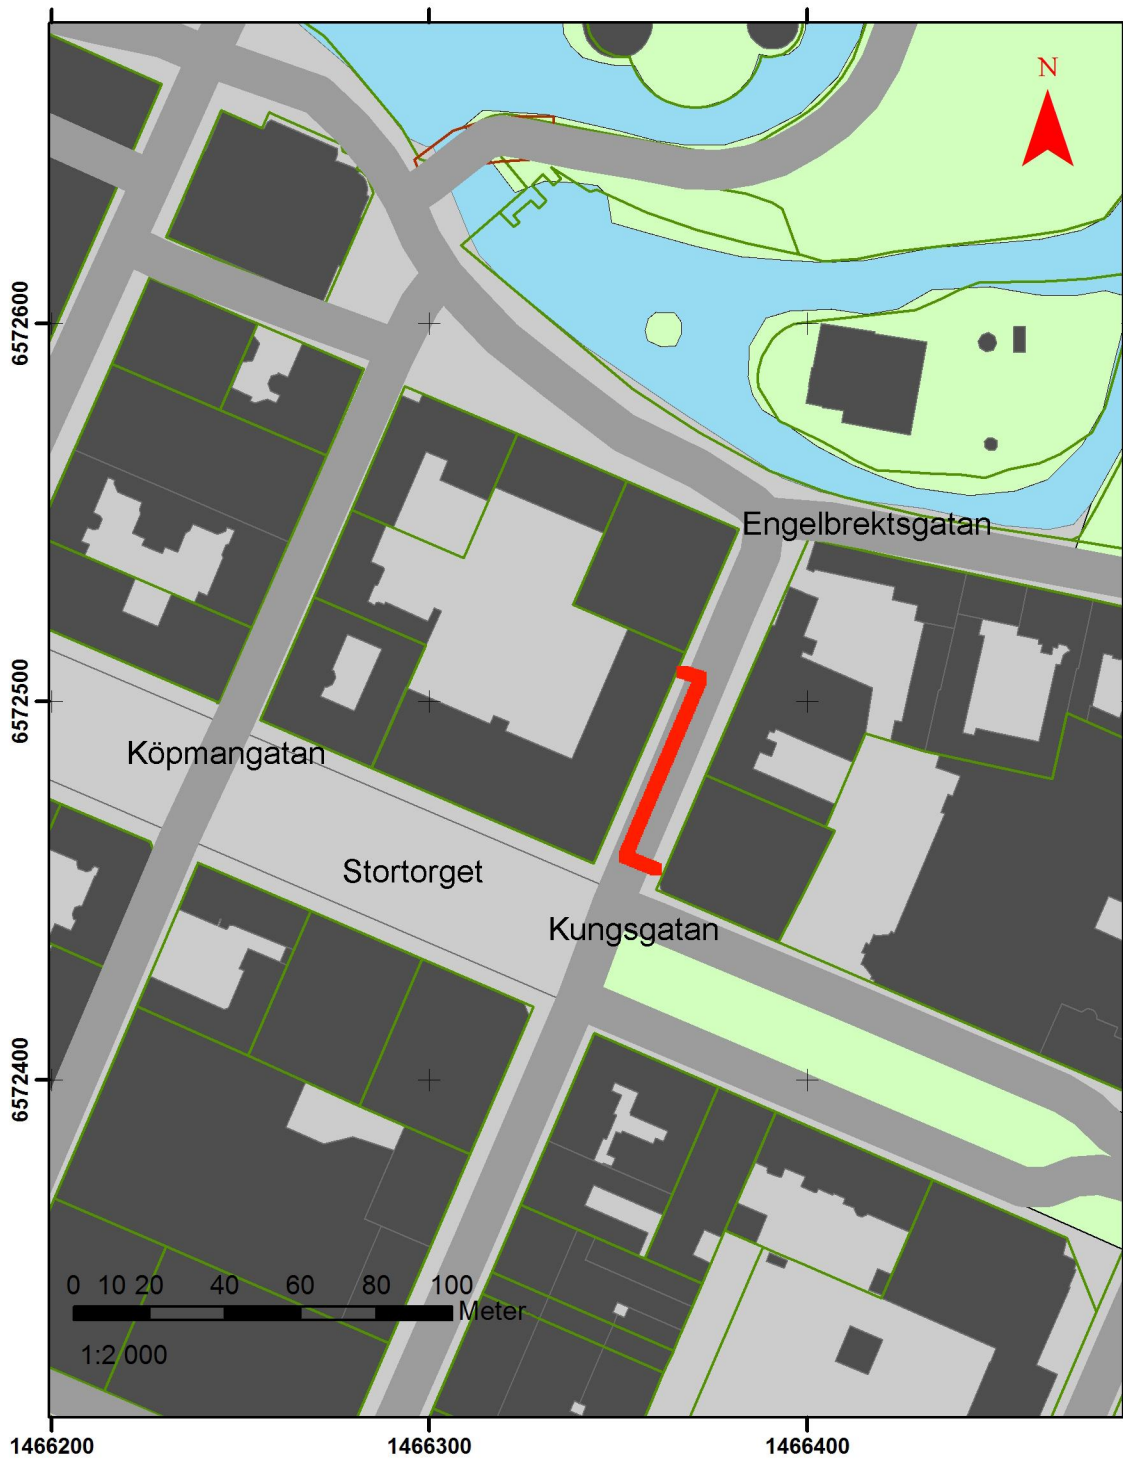 N
6572600
Engelbrektsgatan
6572500
Köpmangatan
Stortorget
Kungsgatan
6572400
0 10 20 40 60 80 100
Meter
1:2 000
1466200 1466300 1466400